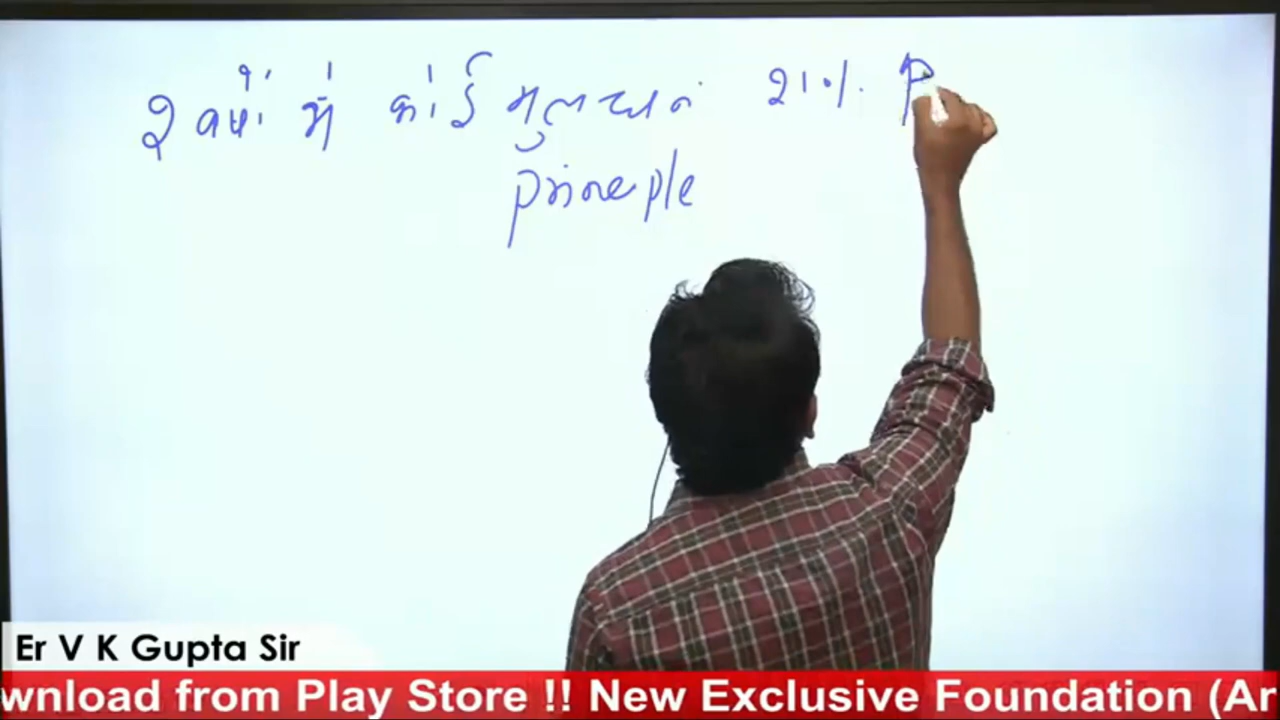 2 वर्षो में कोई मुलधन 21% P
principle
Er V K Gupta Sir
wnload from Play Store !! New Exclusive Foundation (Ar